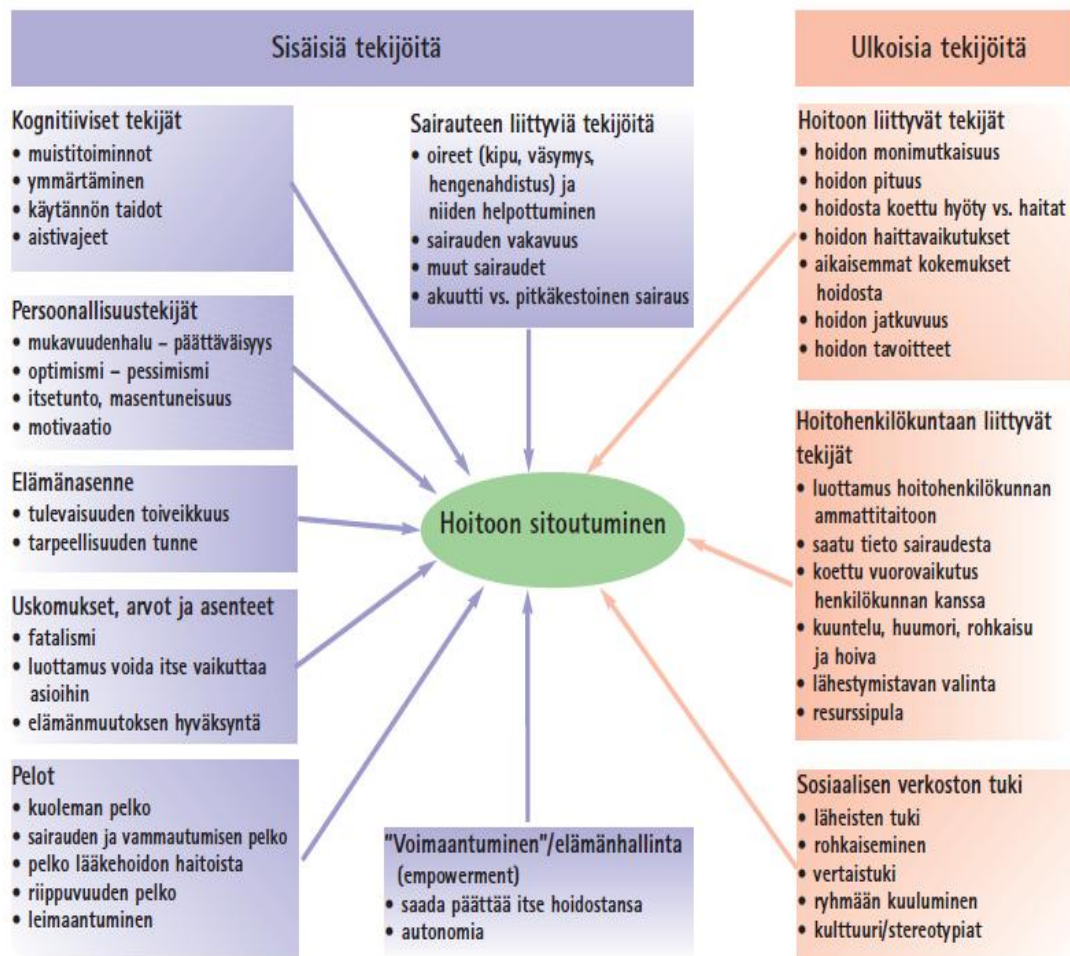 Sisäisiä tekijöitä
Ulkoisia tekijöitä
Kognitiiviset tekijät
• muistitoiminnot
• ymmärtäminen
• käytännön taidot
• aistivajeet
Persoonallisuustekijät
• mukavuudenhalu – päättäväisyys
• optimismi – pessimismi
• itsetunto, masentuneisuus
• motivaatio
Elämänasenne
• tulevaisuuden toiveikkuus
• tarpeellisuuden tunne
Uskomukset, arvot ja asenteet
• fatalismi
• luottamus voida itse vaikuttaa
asioihin
• elämänmuutoksen hyväksyntä
Pelot
• kuoleman pelko
• sairauden ja vammautumisen pelko
• pelko lääkehoidon haitoista
• riippuvuuden pelko
• leimaantuminen
Sairauteen liittyviä tekijöitä
• oireet (kipu, väsymys,
hengenahdistus) ja
niiden helpottuminen
• sairauden vakavuus
• muut sairaudet
• akuutti vs. pitkäkestoinen sairaus
Hoitoon sitoutuminen
"Voimaantuminen"/elämänhallinta
(empowerment)
• saada päättää itse hoidostansa
• autonomia
Hoitoon liittyvät tekijät
• hoidon monimutkaisuus
• hoidon pituus
• hoidosta koettu hyöty vs. haitat
• hoidon haittavaikutukset
• aikaisemmat kokemukset
hoidosta
• hoidon jatkuvuus
• hoidon tavoitteet
Hoitohenkilökuntaan liittyvät
tekijät
• luottamus hoitohenkilökunnan
ammattitaitoon
• saatu tieto sairaudesta
• koettu vuorovaikutus
henkilökunnan kanssa
• kuuntelu, huumori, rohkaisu
ja hoiva
• lähestymistavan valinta
• resurssipula
Sosiaalisen verkoston tuki
• läheisten tuki
• rohkaiseminen
• vertaistuki
• ryhmään kuuluminen
• kulttuuri/stereotypiat